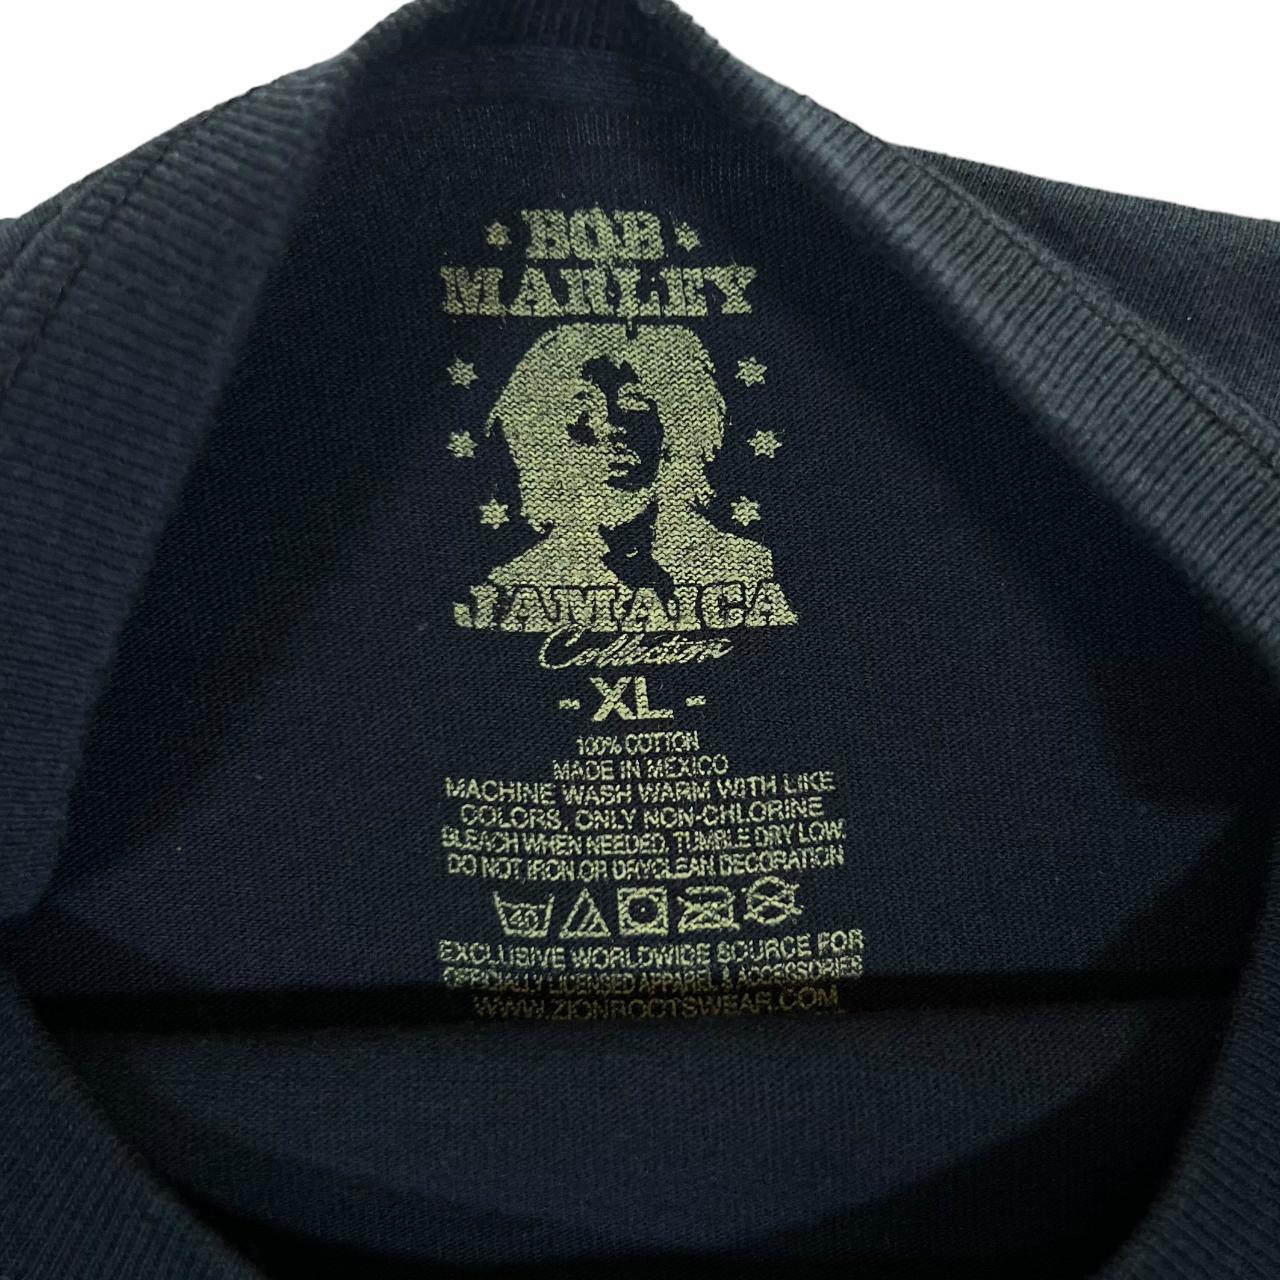 BOB
MARLEY
JAMAICA
Collection
- XL -
100% COTTON
MADE IN MEXICO
MACHINE WASH WARM WITH LIKE
COLORS, ONLY NON-CHLORINE
BLEACH WHEN NEEDED, TUMBLE DRY LOW.
DO NOT IRON OR DRYCLEAN DECORATION
40
EXCLUSIVE WORLDWIDE SOURCE FOR
OFFICIALLY LICENSED APPAREL & ACCESSORIES
WWW.ZIONROOTSWEAR.COM